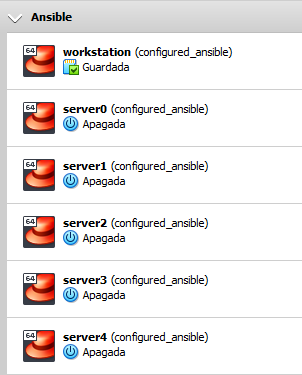 Ansible
64
workstation (configured_ansible)
Guardada
64
server0 (configured_ansible)
Apagada
64
server1 (configured_ansible)
Apagada
64
server2 (configured_ansible)
Apagada
64
server3 (configured_ansible)
Apagada
64
server4 (configured_ansible)
Apagada